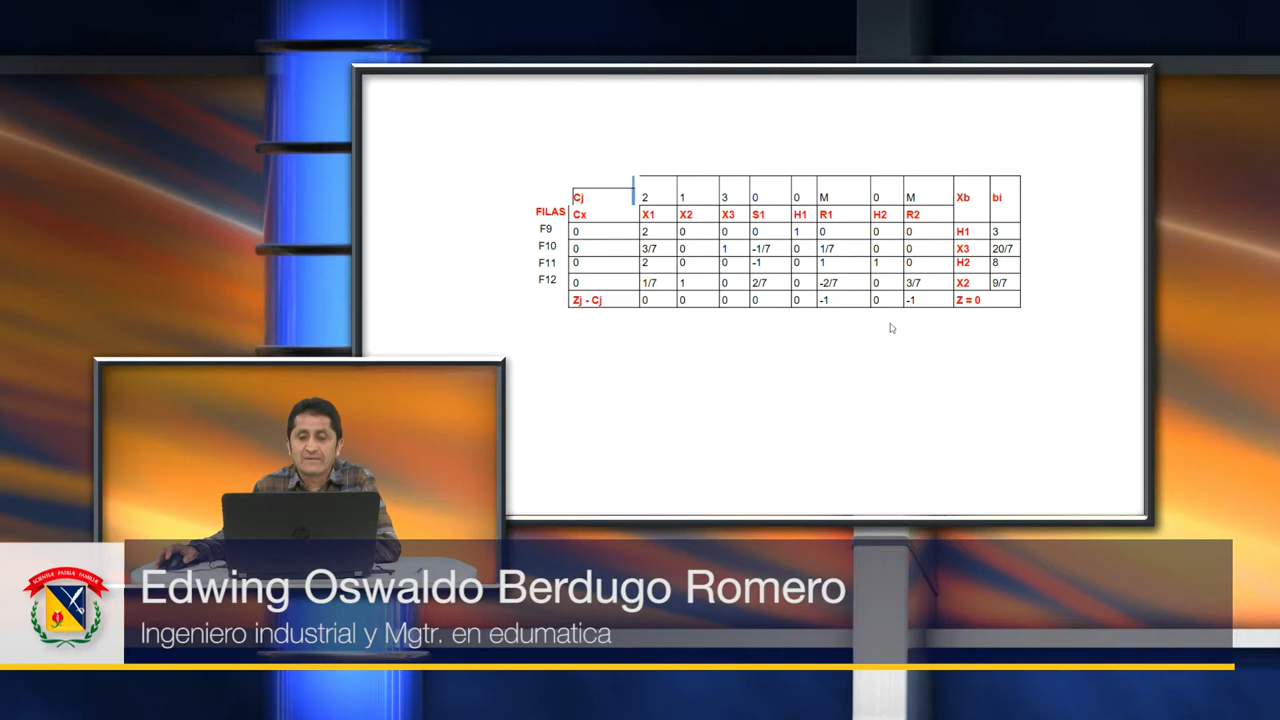 Cj 2 1 3 0 0 M 0 M Xb bi
FILAS Cx X1 X2 X3 S1 H1 R1 H2 R2
F9 0 2 0 0 0 1 0 0 0 H1 3
F10 0 3/7 0 1 -1/7 0 1/7 0 0 X3 20/7
F11 0 2 0 0 -1 0 1 1 0 H2 8
F12 0 1/7 1 0 2/7 0 -2/7 0 3/7 X2 9/7
Zj - Cj 0 0 0 0 0 -1 0 -1 Z = 0
SCIENTIÆ PATRIÆ FAMILIÆ
Edwing Oswaldo Berdugo Romero
Ingeniero industrial y Mgtr. en edumatica